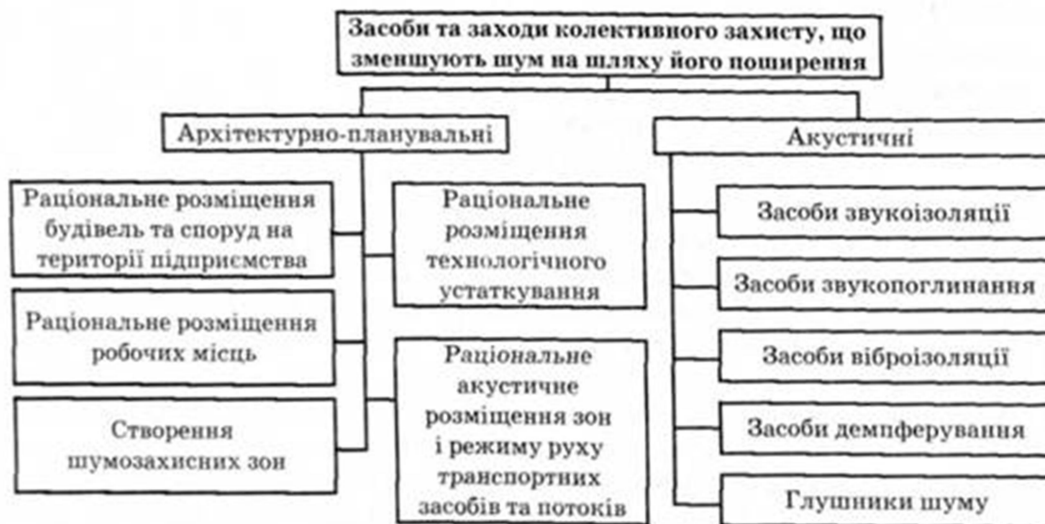 Засоби та заходи колективного захисту, що
зменшують шум на шляху його поширення
Архітектурно-планувальні
Раціональне розміщення
будівель та споруд на
території підприємства
Раціональне розміщення
робочих місць
Створення
шумозахисних зон
Раціональне
розміщення
технологічного
устаткування
Раціональне
акустичне
розміщення зон
і режиму руху
транспортних
засобів та потоків
Акустичні
Засоби звукоізоляції
Засоби звукопоглинання
Засоби віброізоляції
Засоби демпферування
Глушники шуму